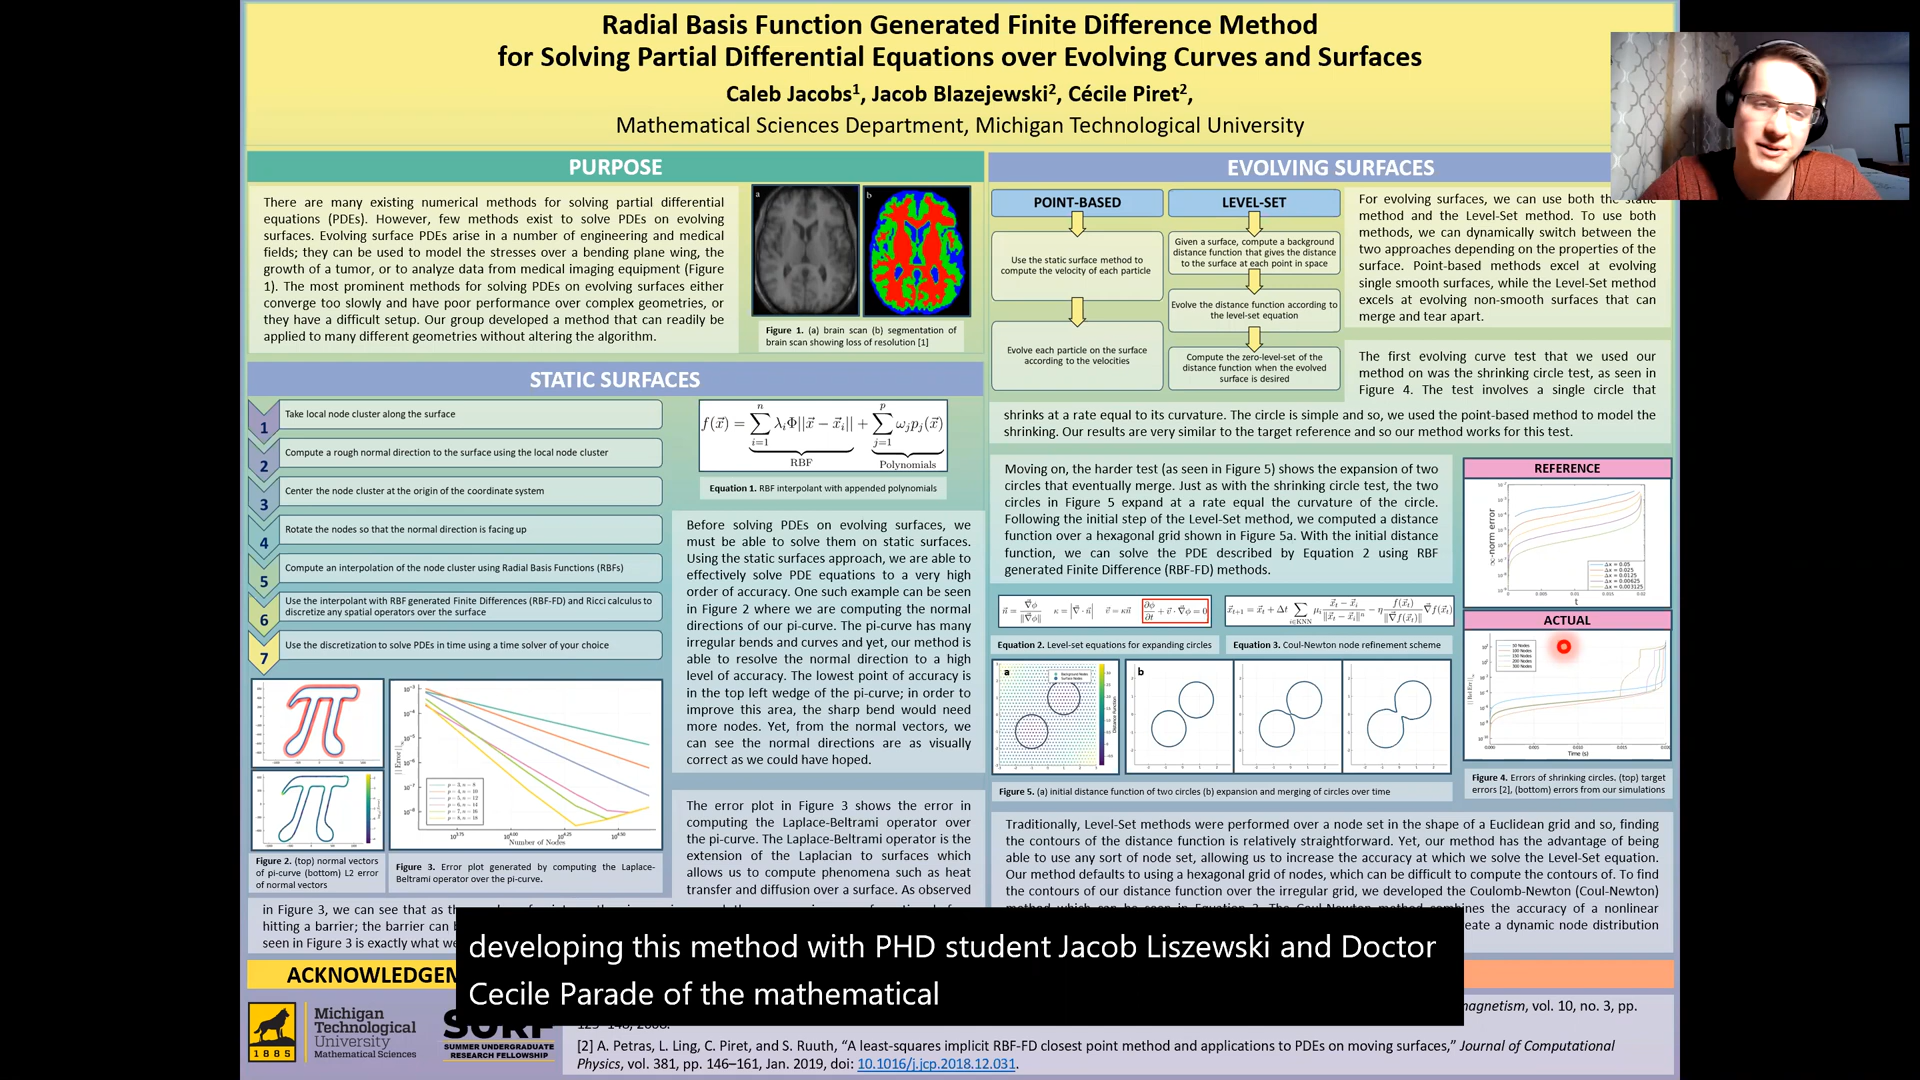 Radial Basis Function Generated Finite Difference Method
for Solving Partial Differential Equations over Evolving Curves and Surfaces
Caleb Jacobs¹, Jacob Blazejewski², Cécile Piret²,
Mathematical Sciences Department, Michigan Technological University
PURPOSE
There are many existing numerical methods for solving partial differential
equations (PDEs). However, few methods exist to solve PDEs on evolving
surfaces. Evolving surface PDEs arise in a number of engineering and medical
fields; they can be used to model the stresses over a bending plane wing, the
growth of a tumor, or to analyze data from medical imaging equipment (Figure
1). The most prominent methods for solving PDEs on evolving surfaces either
converge too slowly and have poor performance over complex geometries, or
they have a difficult setup. Our group developed a method that can readily be
applied to many different geometries without altering the algorithm.
a
b
Figure 1. (a) brain scan (b) segmentation of
brain scan showing loss of resolution [1]
STATIC SURFACES
1 Take local node cluster along the surface
2 Compute a rough normal direction to the surface using the local node cluster
3 Center the node cluster at the origin of the coordinate system
4 Rotate the nodes so that the normal direction is facing up
5 Compute an interpolation of the node cluster using Radial Basis Functions (RBFs)
6 Use the interpolant with RBF generated Finite Differences (RBF-FD) and Ricci calculus to
discretize any spatial operators over the surface
7 Use the discretization to solve PDEs in time using a time solver of your choice
RBF
Polynomials
Equation 1. RBF interpolant with appended polynomials
Before solving PDEs on evolving surfaces, we
must be able to solve them on static surfaces.
Using the static surfaces approach, we are able to
effectively solve PDE equations to a very high
order of accuracy. One such example can be seen
in Figure 2 where we are computing the normal
directions of our pi-curve. The pi-curve has many
irregular bends and curves and yet, our method is
able to resolve the normal direction to a high
level of accuracy. The lowest point of accuracy is
in the top left wedge of the pi-curve; in order to
improve this area, the sharp bend would need
more nodes. Yet, from the normal vectors, we
can see the normal directions are as visually
correct as we could have hoped.
Number of Nodes
Figure 2. (top) normal vectors
of pi-curve (bottom) L2 error
of normal vectors
Figure 3. Error plot generated by computing the Laplace-
Beltrami operator over the pi-curve.
The error plot in Figure 3 shows the error in
computing the Laplace-Beltrami operator over
the pi-curve. The Laplace-Beltrami operator is the
extension of the Laplacian to surfaces which
allows us to compute phenomena such as heat
transfer and diffusion over a surface. As observed
in Figure 3, we can see that as th
hitting a barrier; the barrier can b
seen in Figure 3 is exactly what we
EVOLVING SURFACES
POINT-BASED
Use the static surface method to
compute the velocity of each particle
Evolve each particle on the surface
according to the velocities
LEVEL-SET
Given a surface, compute a background
distance function that gives the distance
to the surface at each point in space
Evolve the distance function according to
the level-set equation
Compute the zero-level-set of the
distance function when the evolved
surface is desired
For evolving surfaces, we can use both the static
method and the Level-Set method. To use both
methods, we can dynamically switch between the
two approaches depending on the properties of the
surface. Point-based methods excel at evolving
single smooth surfaces, while the Level-Set method
excels at evolving non-smooth surfaces that can
merge and tear apart.
The first evolving curve test that we used our
method on was the shrinking circle test, as seen in
Figure 4. The test involves a single circle that
shrinks at a rate equal to its curvature. The circle is simple and so, we used the point-based method to model the
shrinking. Our results are very similar to the target reference and so our method works for this test.
Moving on, the harder test (as seen in Figure 5) shows the expansion of two
circles that eventually merge. Just as with the shrinking circle test, the two
circles in Figure 5 expand at a rate equal the curvature of the circle.
Following the initial step of the Level-Set method, we computed a distance
function over a hexagonal grid shown in Figure 5a. With the initial distance
function, we can solve the PDE described by Equation 2 using RBF
generated Finite Difference (RBF-FD) methods.
Equation 2. Level-set equations for expanding circles
Equation 3. Coul-Newton node refinement scheme
a
b
Figure 5. (a) initial distance function of two circles (b) expansion and merging of circles over time
REFERENCE
∞-norm error
t
ACTUAL
Time (s)
Figure 4. Errors of shrinking circles. (top) target
errors [2], (bottom) errors from our simulations
Traditionally, Level-Set methods were performed over a node set in the shape of a Euclidean grid and so, finding
the contours of the distance function is relatively straightforward. Yet, our method has the advantage of being
able to use any sort of node set, allowing us to increase the accuracy at which we solve the Level-Set equation.
Our method defaults to using a hexagonal grid of nodes, which can be difficult to compute the contours of. To find
the contours of our distance function over the irregular grid, we developed the Coulomb-Newton (Coul-Newton)
nes the accuracy of a nonlinear
eate a dynamic node distribution
developing this method with PHD student Jacob Liszewski and Doctor
Cecile Parade of the mathematical
ACKNOWLEDGEM
Michigan
Technological
University
Mathematical Sciences
1885
SURF
SUMMER UNDERGRADUATE
RESEARCH FELLOWSHIP
magnetism, vol. 10, no. 3, pp.
[2] A. Petras, L. Ling, C. Piret, and S. Ruuth, “A least-squares implicit RBF-FD closest point method and applications to PDEs on moving surfaces,” Journal of Computational
Physics, vol. 381, pp. 146–161, Jan. 2019, doi: 10.1016/j.jcp.2018.12.031.